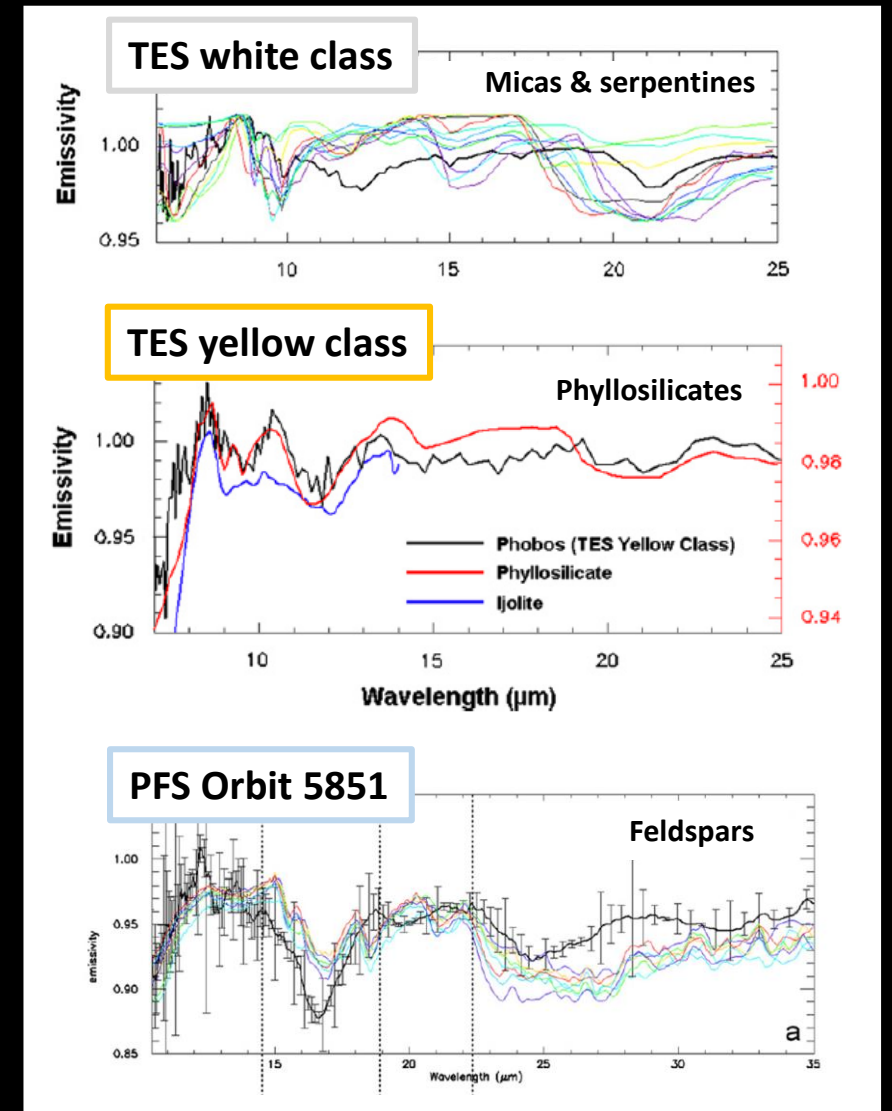 TES white class
Micas & serpentines
Emissivity
1.00
0.95
10 15 20 25
TES yellow class
Phyllosilicates
Emissivity
1.00
0.95
0.90
1.00
0.98
0.96
0.94
Phobos (TES Yellow Class)
Phyllosilicate
Ijolite
10 15 20 25
Wavelength (µm)
PFS Orbit 5851
Feldspars
emissivity
1.00
0.95
0.90
0.85
a
15 20 25 30 35
Wavelength (µm)